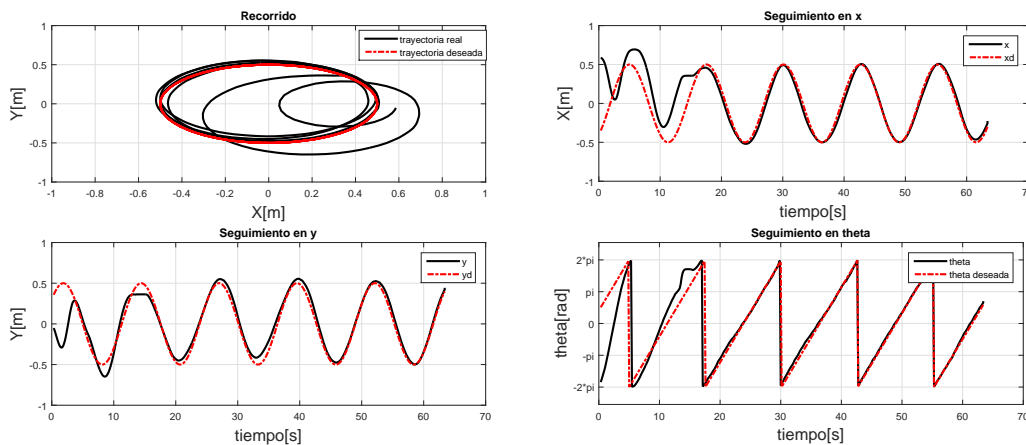 Recorrido
trayectoria real
trayectoria deseada
Y[m]
1
0.5
0
-0.5
-1
-1
-0.8
-0.6
-0.4
-0.2
0
0.2
0.4
0.6
0.8
1
X[m]
Seguimiento en x
x
xd
X[m]
1
0.5
0
-0.5
-1
0
10
20
30
40
50
60
70
tiempo[s]
Seguimiento en y
y
yd
Y[m]
1
0.5
0
-0.5
-1
0
10
20
30
40
50
60
70
tiempo[s]
Seguimiento en theta
theta
theta deseada
theta[rad]
2*pi
pi
0
-pi
-2*pi
0
10
20
30
40
50
60
70
tiempo[s]